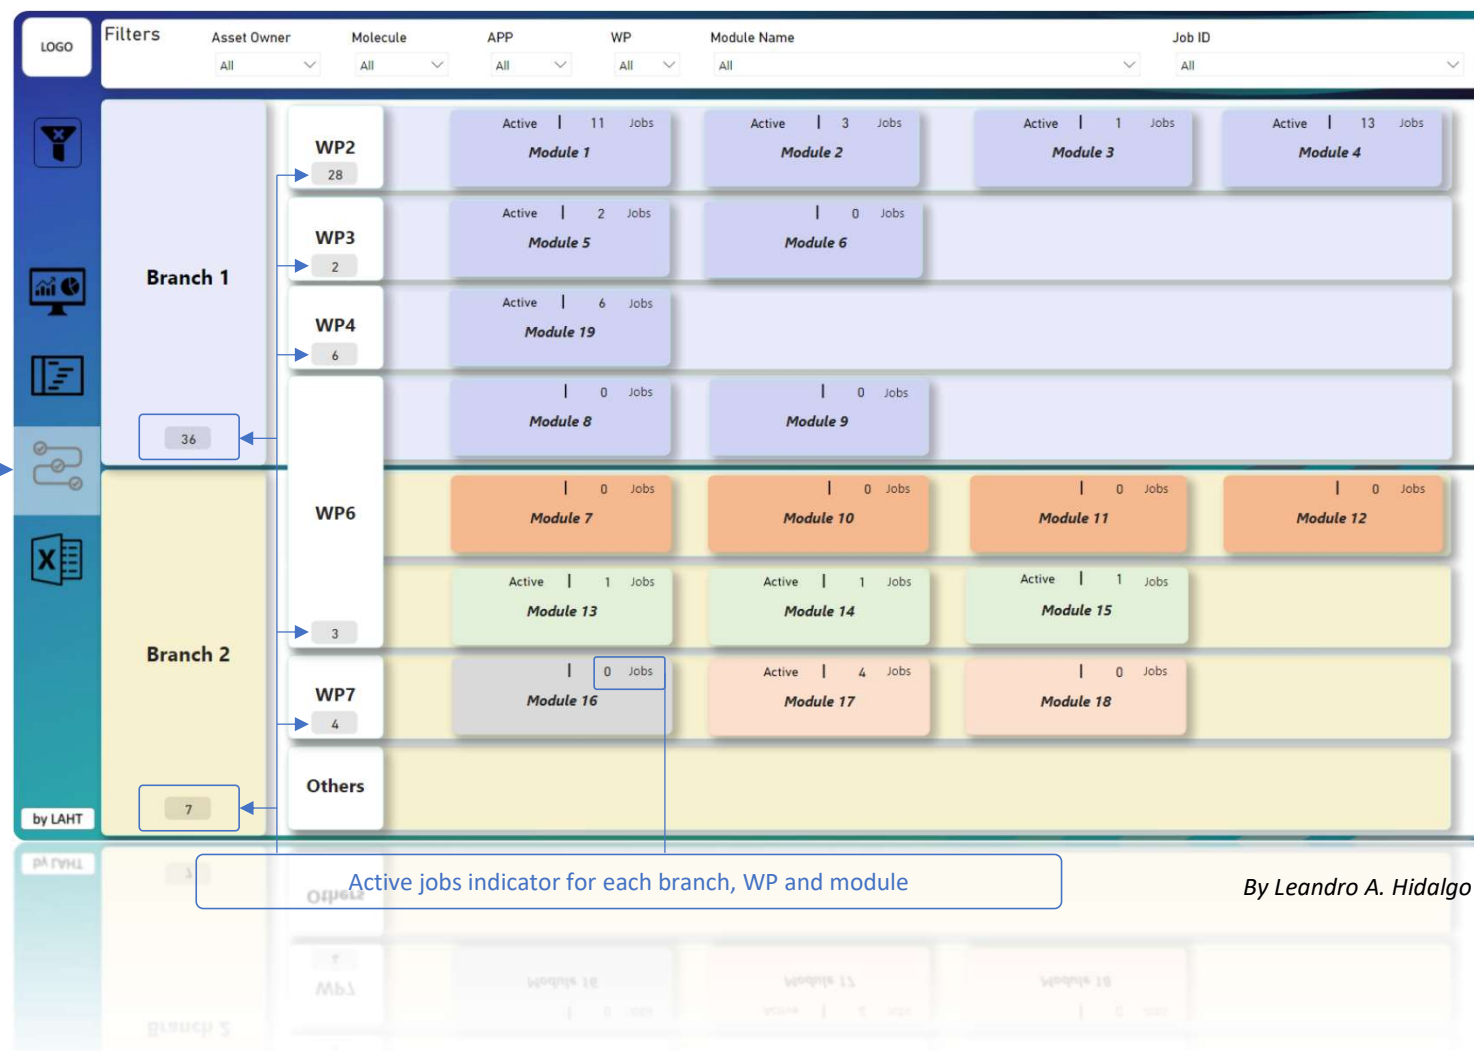 LOGO
Filters
Asset Owner Molecule APP WP Module Name Job ID
All All All All All All
Branch 1
36
WP2
28
Active | 11 Jobs
Module 1
Active | 3 Jobs
Module 2
Active | 1 Jobs
Module 3
Active | 13 Jobs
Module 4
WP3
2
Active | 2 Jobs
Module 5
| 0 Jobs
Module 6
WP4
6
Active | 6 Jobs
Module 19
WP6
3
| 0 Jobs
Module 8
| 0 Jobs
Module 9
Branch 2
7
| 0 Jobs
Module 7
| 0 Jobs
Module 10
| 0 Jobs
Module 11
| 0 Jobs
Module 12
Active | 1 Jobs
Module 13
Active | 1 Jobs
Module 14
Active | 1 Jobs
Module 15
WP7
4
| 0 Jobs
Module 16
Active | 4 Jobs
Module 17
| 0 Jobs
Module 18
Others
by LAHT
Active jobs indicator for each branch, WP and module
By Leandro A. Hidalgo